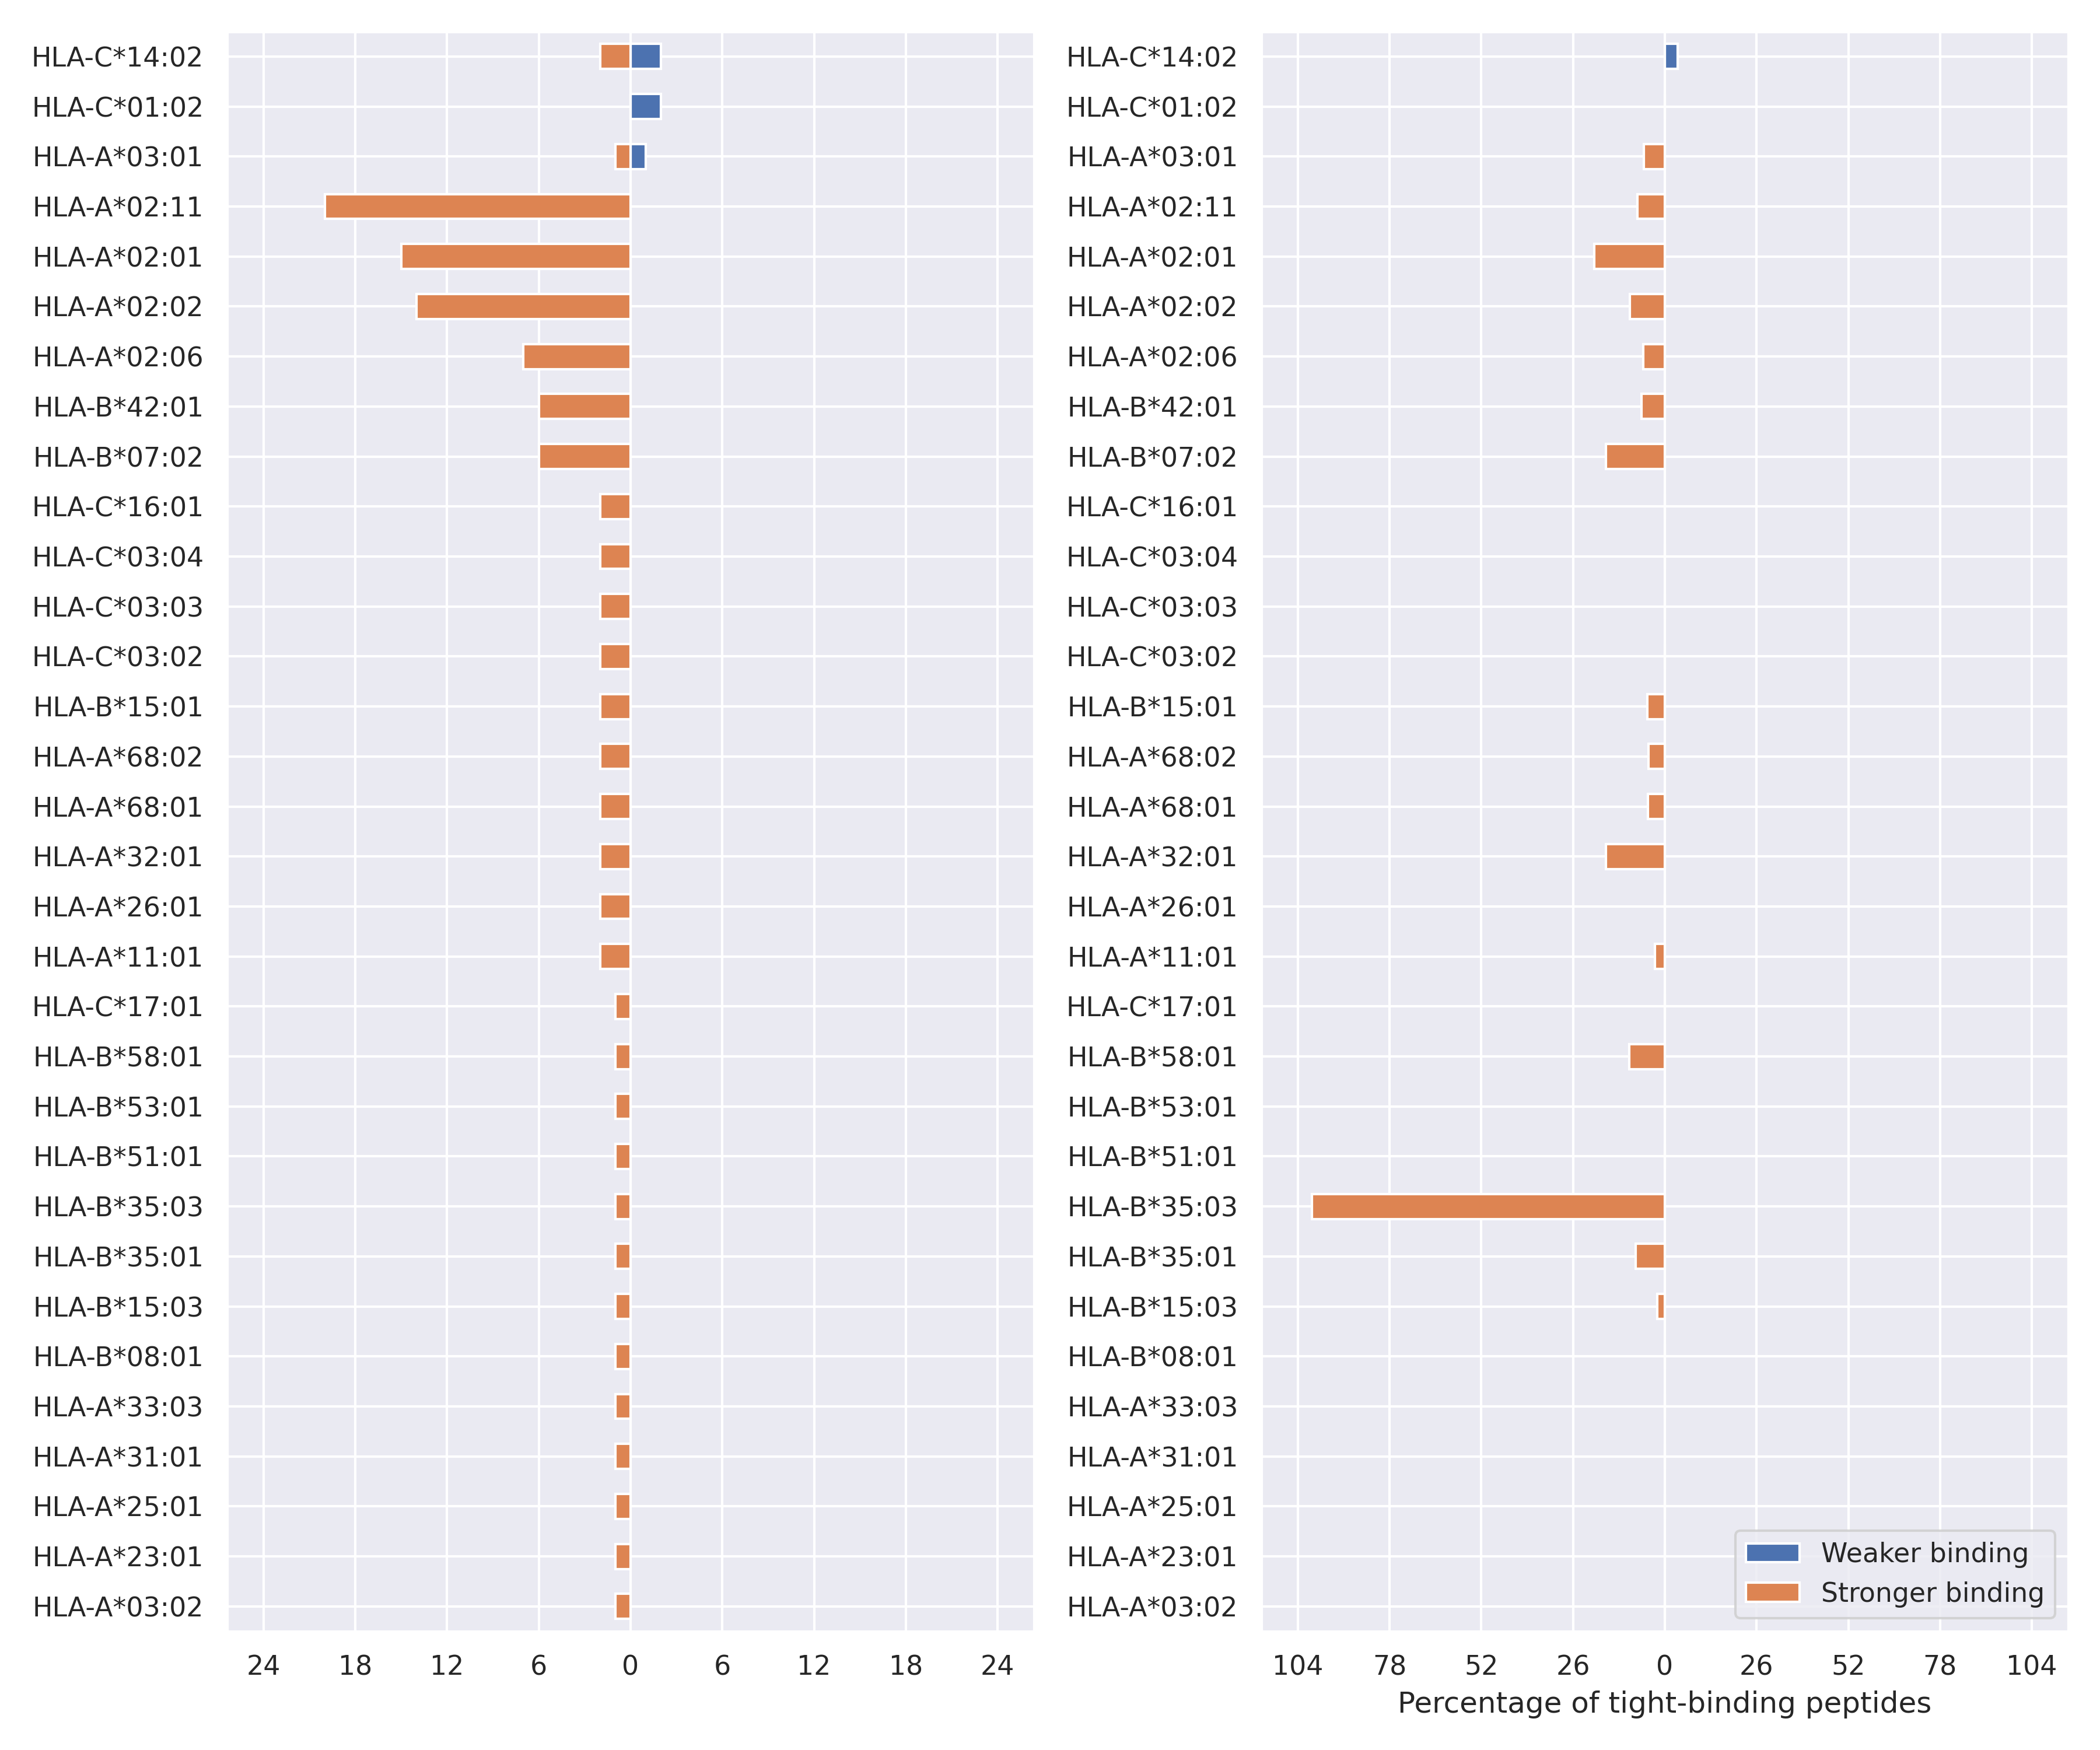 HLA-C*14:02
HLA-C*01:02
HLA-A*03:01
HLA-A*02:11
HLA-A*02:01
HLA-A*02:02
HLA-A*02:06
HLA-B*42:01
HLA-B*07:02
HLA-C*16:01
HLA-C*03:04
HLA-C*03:03
HLA-C*03:02
HLA-B*15:01
HLA-A*68:02
HLA-A*68:01
HLA-A*32:01
HLA-A*26:01
HLA-A*11:01
HLA-C*17:01
HLA-B*58:01
HLA-B*53:01
HLA-B*51:01
HLA-B*35:03
HLA-B*35:01
HLA-B*15:03
HLA-B*08:01
HLA-A*33:03
HLA-A*31:01
HLA-A*25:01
HLA-A*23:01
HLA-A*03:02
24 18 12 6 0 6 12 18 24
HLA-C*14:02
HLA-C*01:02
HLA-A*03:01
HLA-A*02:11
HLA-A*02:01
HLA-A*02:02
HLA-A*02:06
HLA-B*42:01
HLA-B*07:02
HLA-C*16:01
HLA-C*03:04
HLA-C*03:03
HLA-C*03:02
HLA-B*15:01
HLA-A*68:02
HLA-A*68:01
HLA-A*32:01
HLA-A*26:01
HLA-A*11:01
HLA-C*17:01
HLA-B*58:01
HLA-B*53:01
HLA-B*51:01
HLA-B*35:03
HLA-B*35:01
HLA-B*15:03
HLA-B*08:01
HLA-A*33:03
HLA-A*31:01
HLA-A*25:01
HLA-A*23:01
HLA-A*03:02
Weaker binding
Stronger binding
104 78 52 26 0 26 52 78 104
Percentage of tight-binding peptides